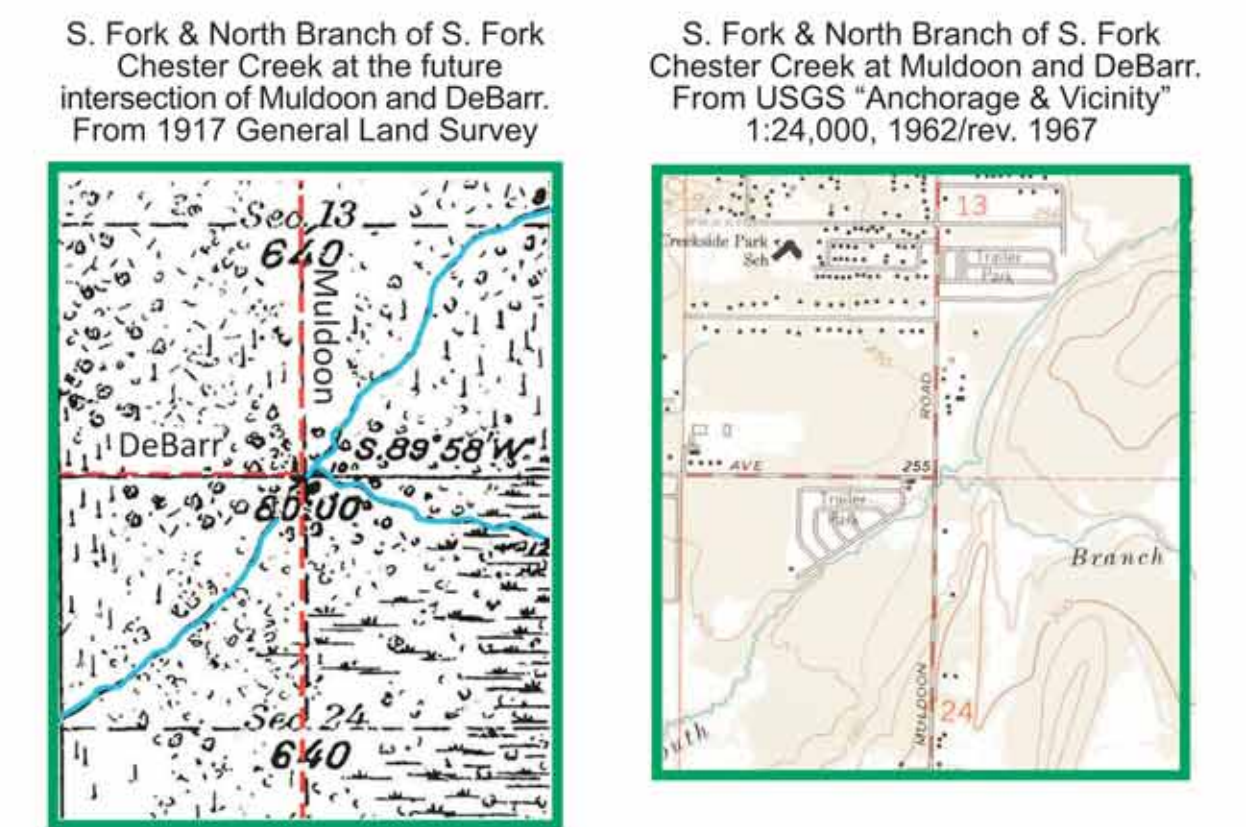 S. Fork & North Branch of S. Fork
Chester Creek at the future
intersection of Muldoon and DeBarr.
From 1917 General Land Survey
Sec. 13
640
Muldoon
DeBarr
S. 89° 58' W
80.00
Sec. 24
640
S. Fork & North Branch of S. Fork
Chester Creek at Muldoon and DeBarr.
From USGS “Anchorage & Vicinity”
1:24,000, 1962/rev. 1967
13
Creekside Park
Sch
Trailer
Park
ROAD
AVE
255
Trailer
Park
Branch
MULDOON
24
outh